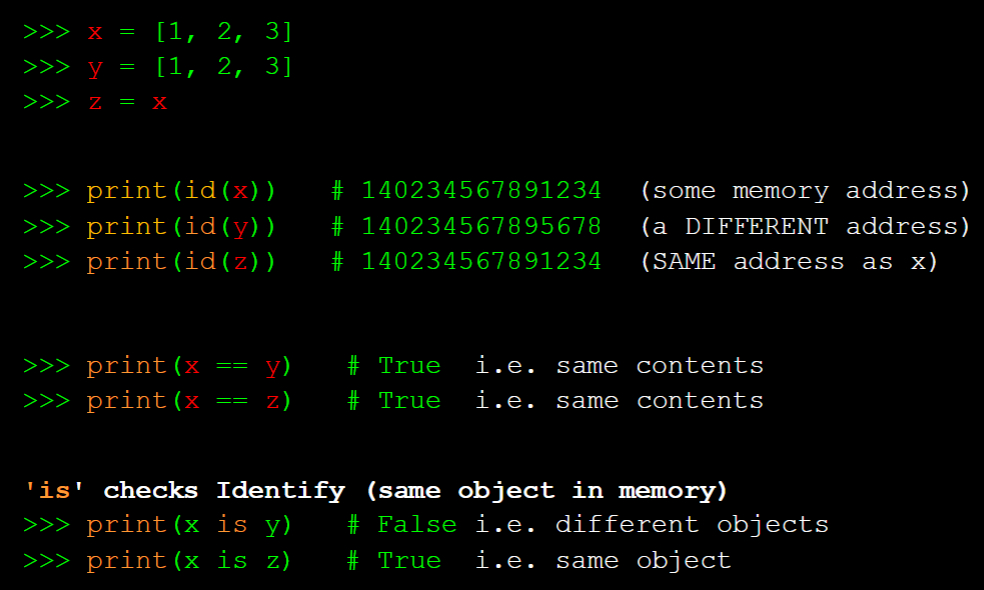 >>> x = [1, 2, 3]
>>> y = [1, 2, 3]
>>> z = x
>>> print(id(x))   # 140234567891234  (some memory address)
>>> print(id(y))   # 140234567895678  (a DIFFERENT address)
>>> print(id(z))   # 140234567891234  (SAME address as x)
>>> print(x == y)   # True  i.e. same contents
>>> print(x == z)   # True  i.e. same contents
'is' checks Identify (same object in memory)
>>> print(x is y)   # False i.e. different objects
>>> print(x is z)   # True  i.e. same object